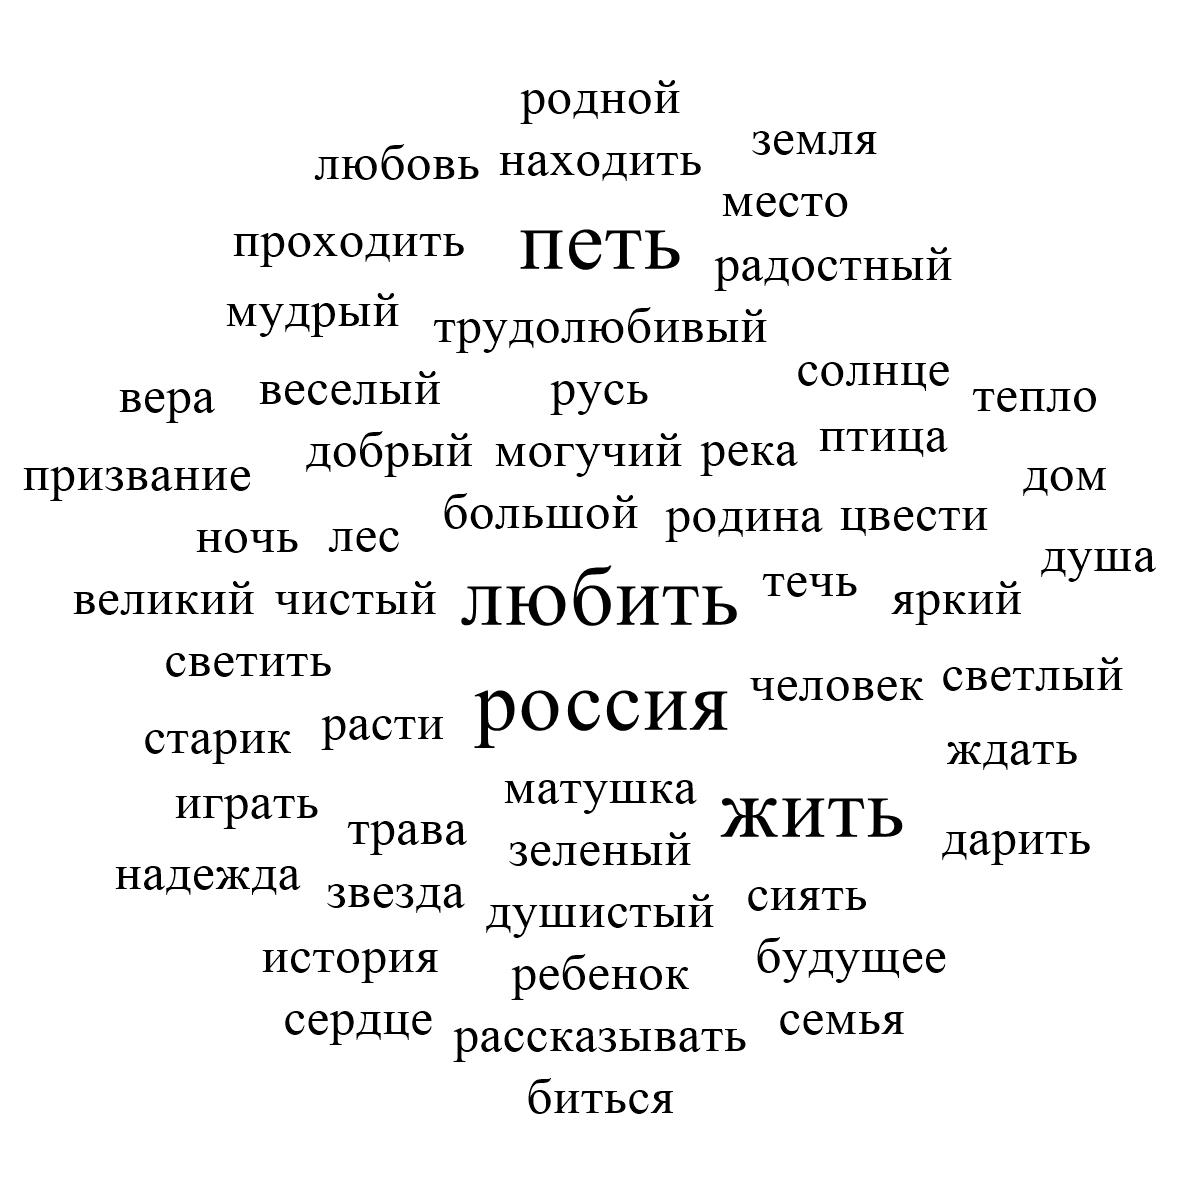 родной
земля
любовь находить
место
проходить петь
радостный
мудрый трудолюбивый
солнце
вера веселый русь тепло
добрый могучий река птица
призвание дом
большой родина цвести
ночь лес
душа
великий чистый любить течь яркий
светить
человек светлый
старик расти россия
ждать
играть матушка жить
трава зеленый дарить
надежда звезда сиять
душистый
история ребенок будущее
сердце рассказывать семья
биться